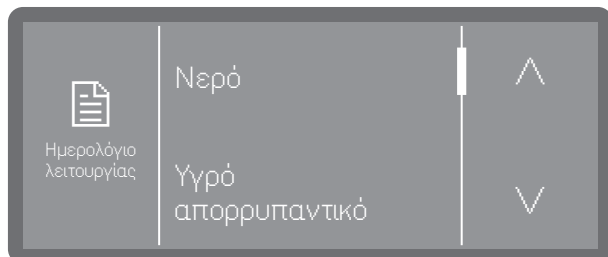 Ημερολόγιο
λειτουργίας
Νερό
Υγρό
απορρυπαντικό